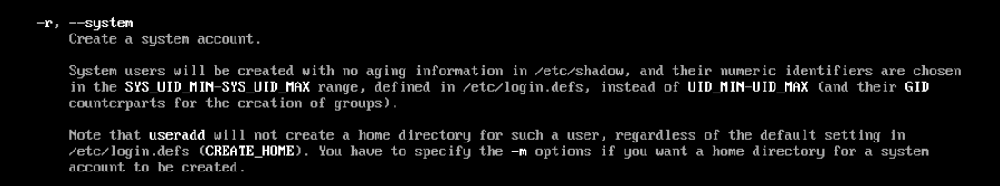 -r, --system
Create a system account.
System users will be created with no aging information in /etc/shadow, and their numeric identifiers are chosen
in the SYS_UID_MIN-SYS_UID_MAX range, defined in /etc/login.defs, instead of UID_MIN-UID_MAX (and their GID
counterparts for the creation of groups).
Note that useradd will not create a home directory for such a user, regardless of the default setting in
/etc/login.defs (CREATE_HOME). You have to specify the -m options if you want a home directory for a system
account to be created.